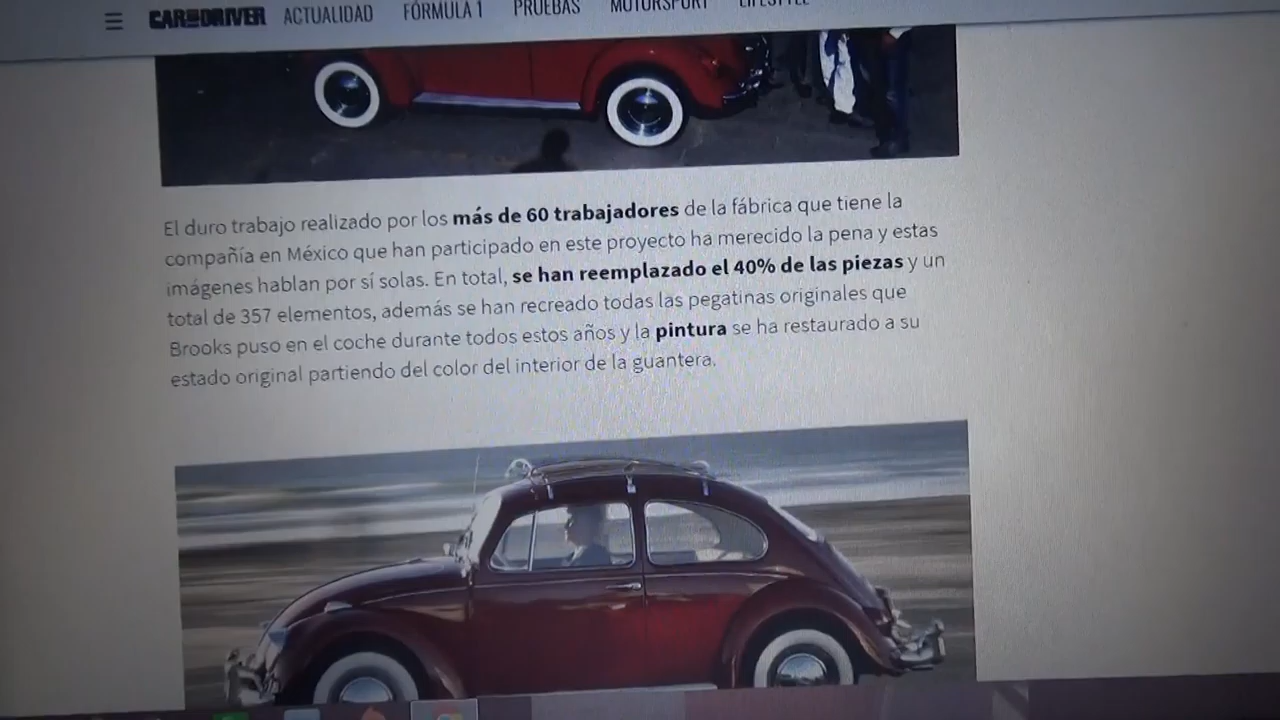 CAR AND DRIVER ACTUALIDAD FÓRMULA 1 PRUEBAS MOTORSPORT LIFESTYLE
El duro trabajo realizado por los más de 60 trabajadores de la fábrica que tiene la
compañía en México que han participado en este proyecto ha merecido la pena y estas
imágenes hablan por sí solas. En total, se han reemplazado el 40% de las piezas y un
total de 357 elementos, además se han recreado todas las pegatinas originales que
Brooks puso en el coche durante todos estos años y la pintura se ha restaurado a su
estado original partiendo del color del interior de la guantera.